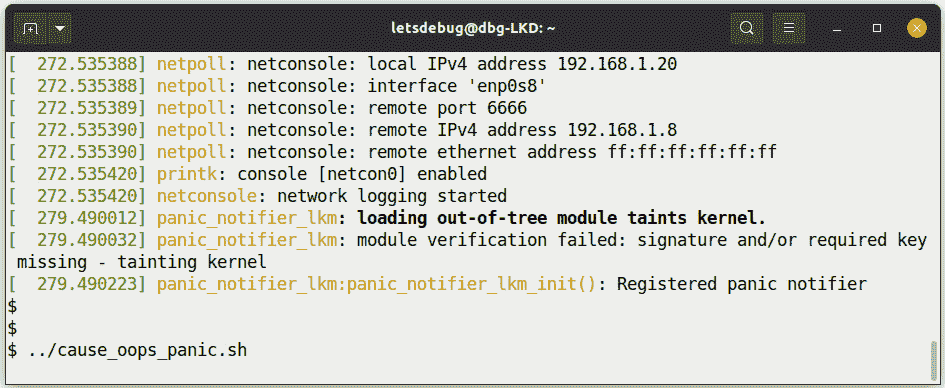 letsdebug@dbg-LKD: ~
[  272.535388] netpoll: netconsole: local IPv4 address 192.168.1.20
[  272.535388] netpoll: netconsole: interface 'enp0s8'
[  272.535389] netpoll: netconsole: remote port 6666
[  272.535390] netpoll: netconsole: remote IPv4 address 192.168.1.8
[  272.535390] netpoll: netconsole: remote ethernet address ff:ff:ff:ff:ff:ff
[  272.535420] printk: console [netcon0] enabled
[  272.535420] netconsole: network logging started
[  279.490012] panic_notifier_lkm: loading out-of-tree module taints kernel.
[  279.490032] panic_notifier_lkm: module verification failed: signature and/or required key
missing - tainting kernel
[  279.490223] panic_notifier_lkm:panic_notifier_lkm_init(): Registered panic notifier
$
$
$ ../cause_oops_panic.sh